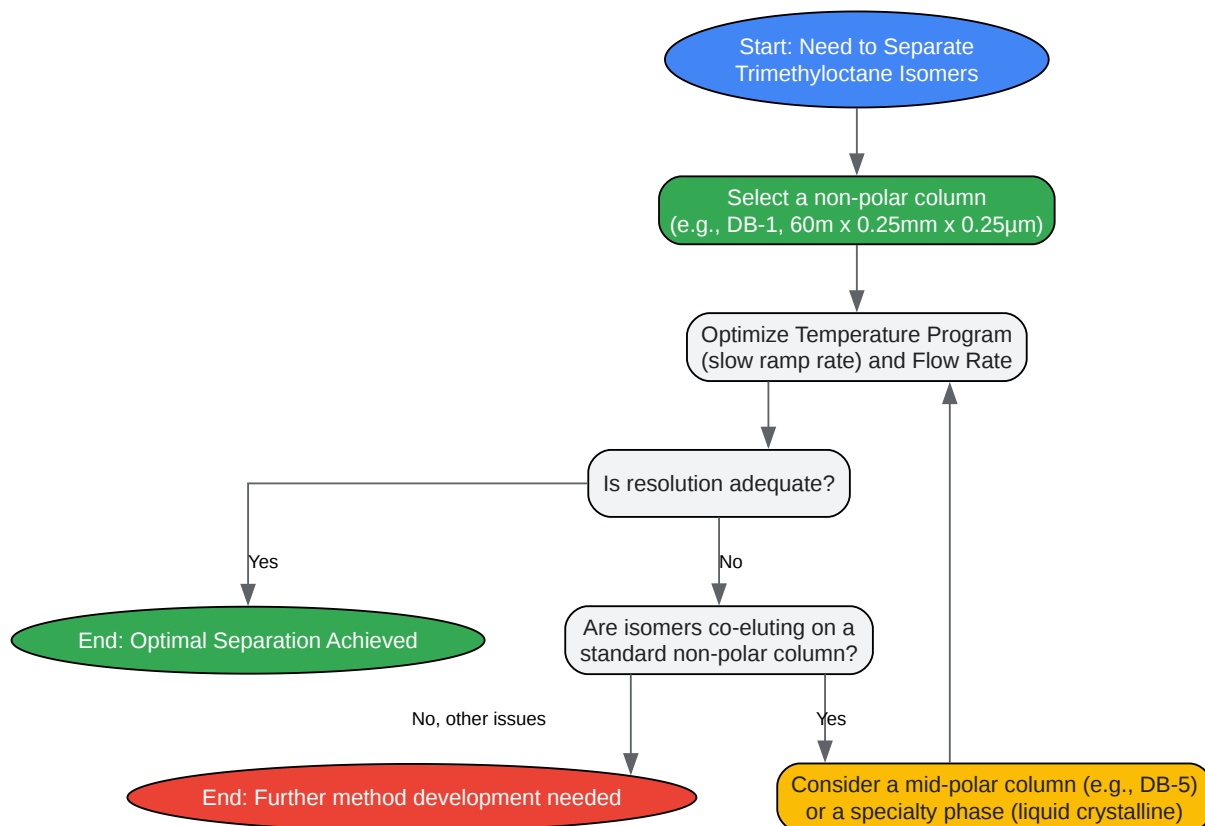 Start: Need to Separate
Trimethyloctane Isomers
Select a non-polar column
(e.g., DB-1, 60m x 0.25mm x 0.25µm)
Optimize Temperature Program
(slow ramp rate) and Flow Rate
Is resolution adequate?
Yes
No
End: Optimal Separation Achieved
Are isomers co-eluting on a
standard non-polar column?
No, other issues
Yes
End: Further method development needed
Consider a mid-polar column (e.g., DB-5)
or a specialty phase (liquid crystalline)